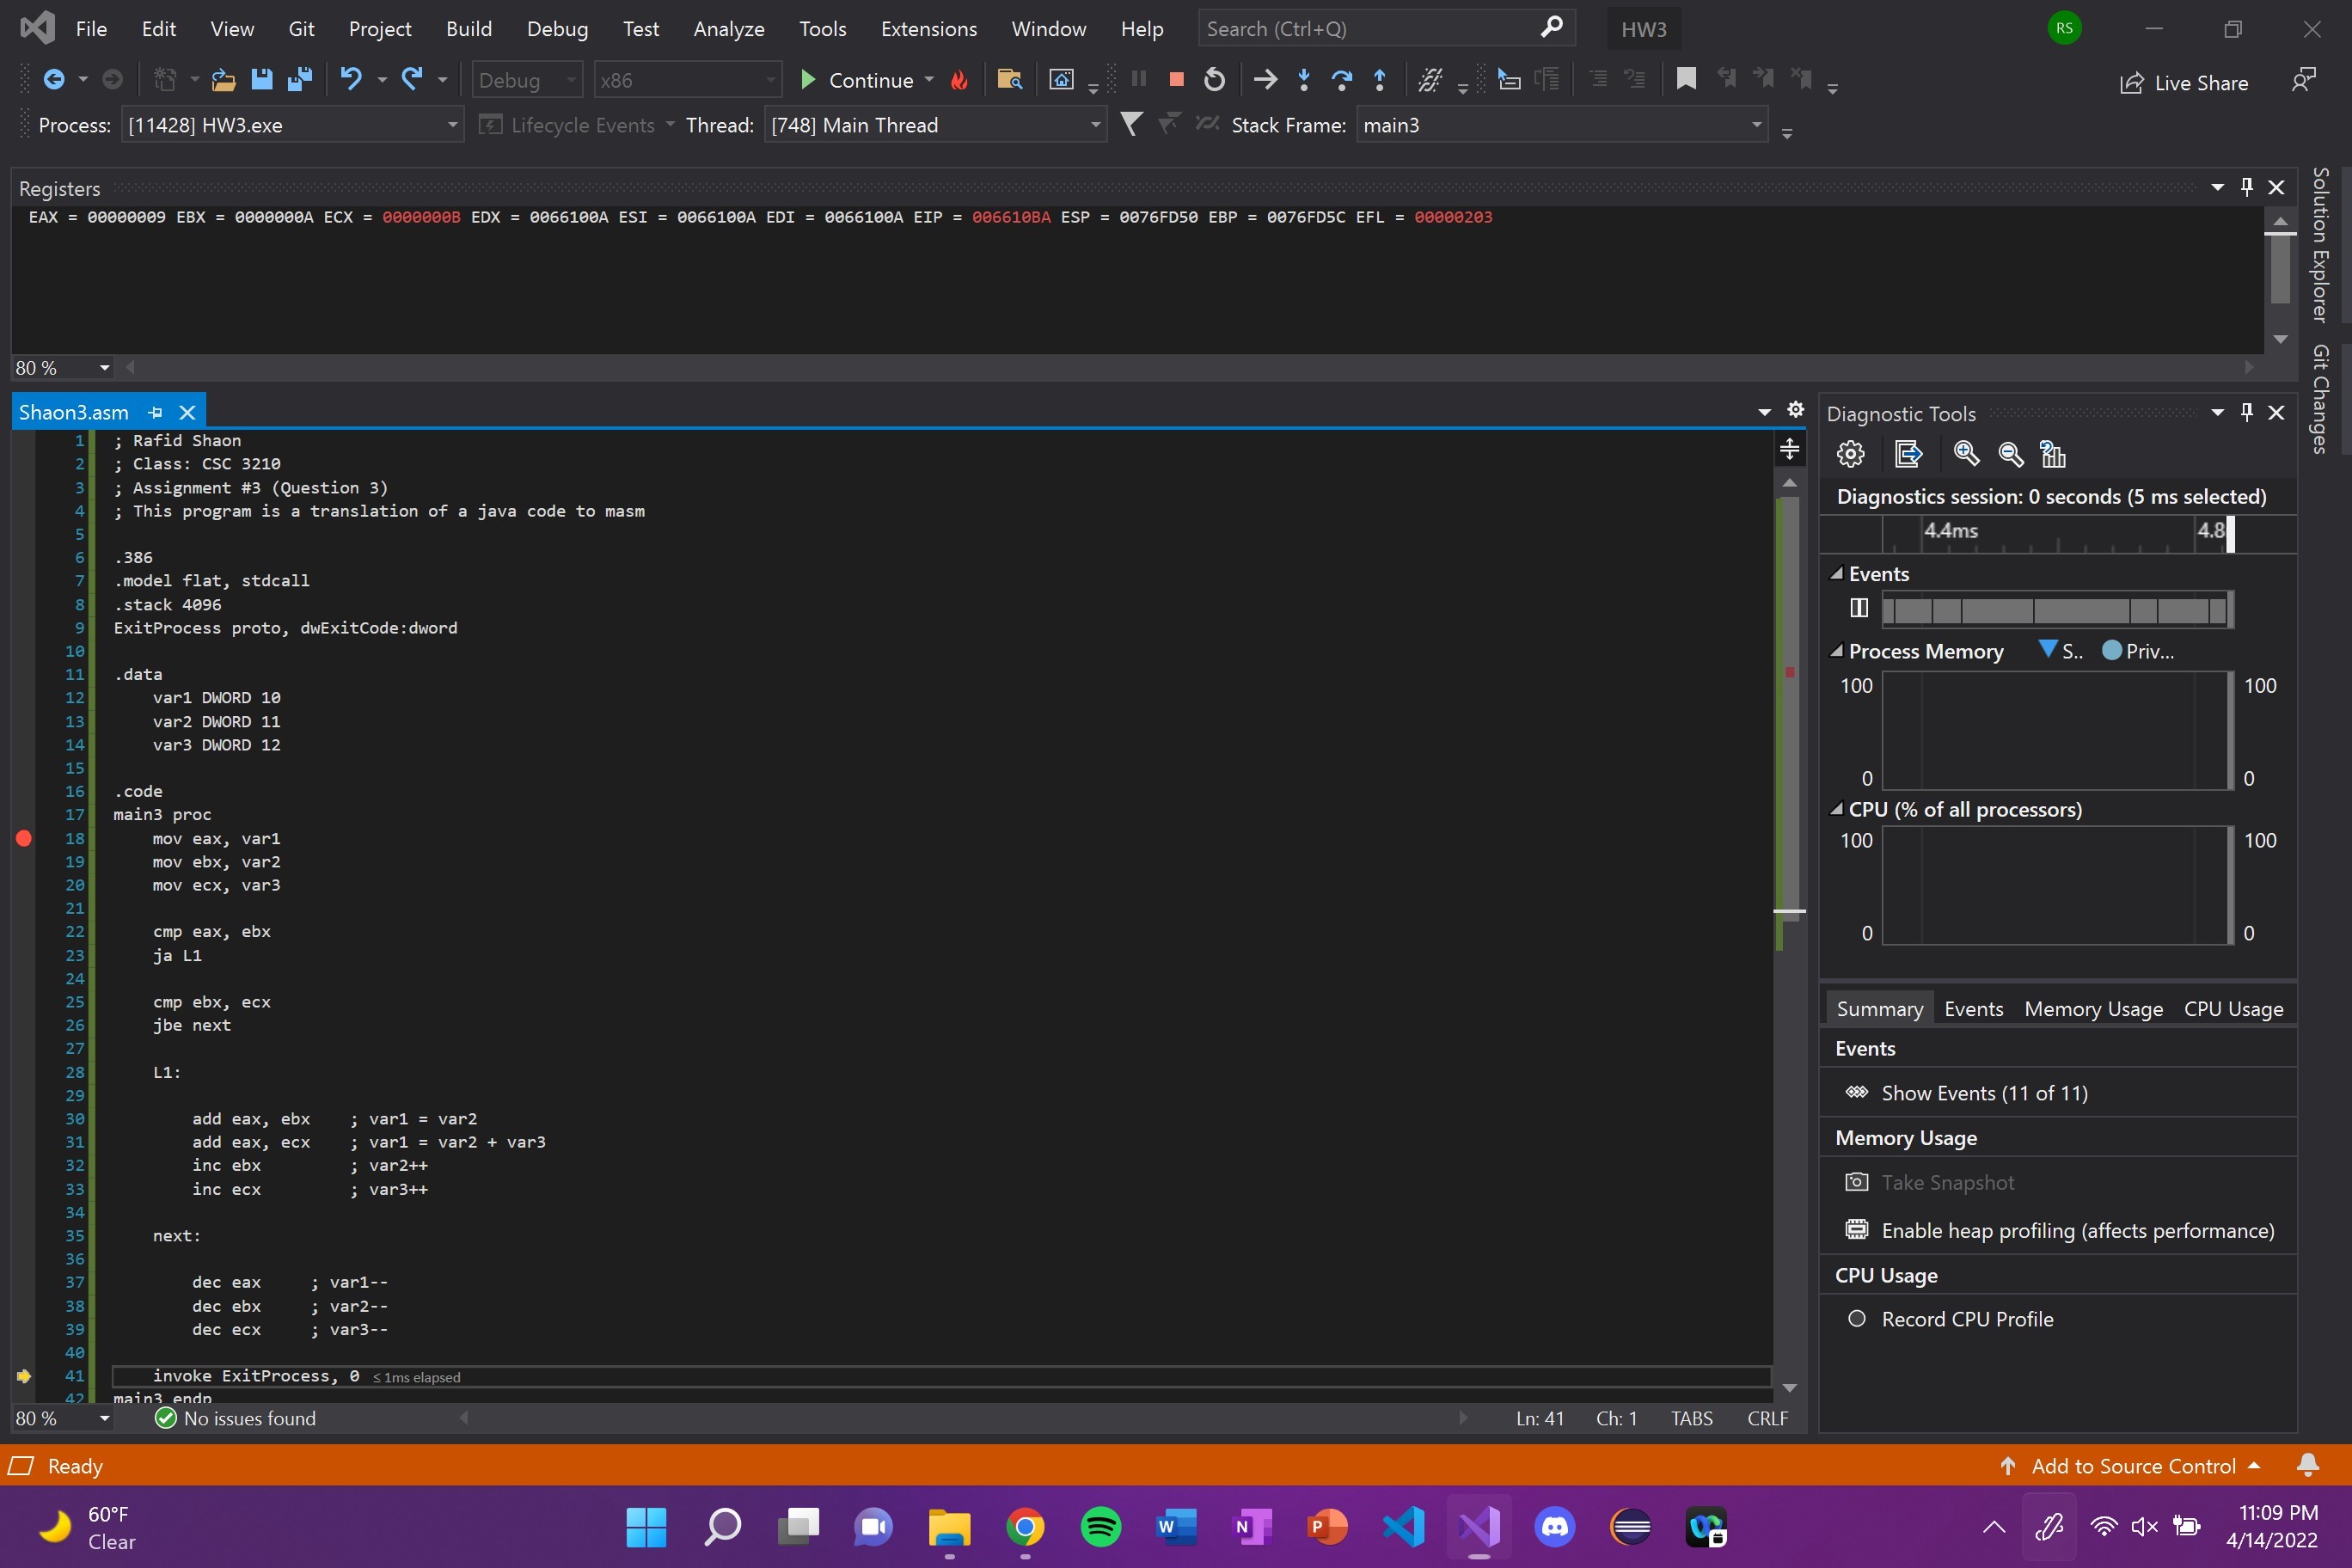 File Edit View Git Project Build Debug Test Analyze Tools Extensions Window Help Search (Ctrl+Q) HW3 RS
Debug x86 Continue Live Share
Process: [11428] HW3.exe Lifecycle Events Thread: [748] Main Thread Stack Frame: main3
Registers
EAX = 00000009 EBX = 0000000A ECX = 0000000B EDX = 0066100A ESI = 0066100A EDI = 0066100A EIP = 006610BA ESP = 0076FD50 EBP = 0076FD5C EFL = 00000203
80 %
Solution Explorer
Git Changes
Shaon3.asm
1 ; Rafid Shaon
2 ; Class: CSC 3210
3 ; Assignment #3 (Question 3)
4 ; This program is a translation of a java code to masm
5
6 .386
7 .model flat, stdcall
8 .stack 4096
9 ExitProcess proto, dwExitCode:dword
10
11 .data
12 var1 DWORD 10
13 var2 DWORD 11
14 var3 DWORD 12
15
16 .code
17 main3 proc
18 mov eax, var1
19 mov ebx, var2
20 mov ecx, var3
21
22 cmp eax, ebx
23 ja L1
24
25 cmp ebx, ecx
26 jbe next
27
28 L1:
29
30 add eax, ebx ; var1 = var2
31 add eax, ecx ; var1 = var2 + var3
32 inc ebx ; var2++
33 inc ecx ; var3++
34
35 next:
36
37 dec eax ; var1--
38 dec ebx ; var2--
39 dec ecx ; var3--
40
41 invoke ExitProcess, 0 ≤ 1ms elapsed
42 main3 endp
80 % No issues found Ln: 41 Ch: 1 TABS CRLF
Diagnostic Tools
Diagnostics session: 0 seconds (5 ms selected)
4.4ms 4.8
Events
Process Memory S.. Priv...
100 100
0 0
CPU (% of all processors)
100 100
0 0
Summary Events Memory Usage CPU Usage
Events
Show Events (11 of 11)
Memory Usage
Take Snapshot
Enable heap profiling (affects performance)
CPU Usage
Record CPU Profile
Ready Add to Source Control
60°F
Clear
11:09 PM
4/14/2022